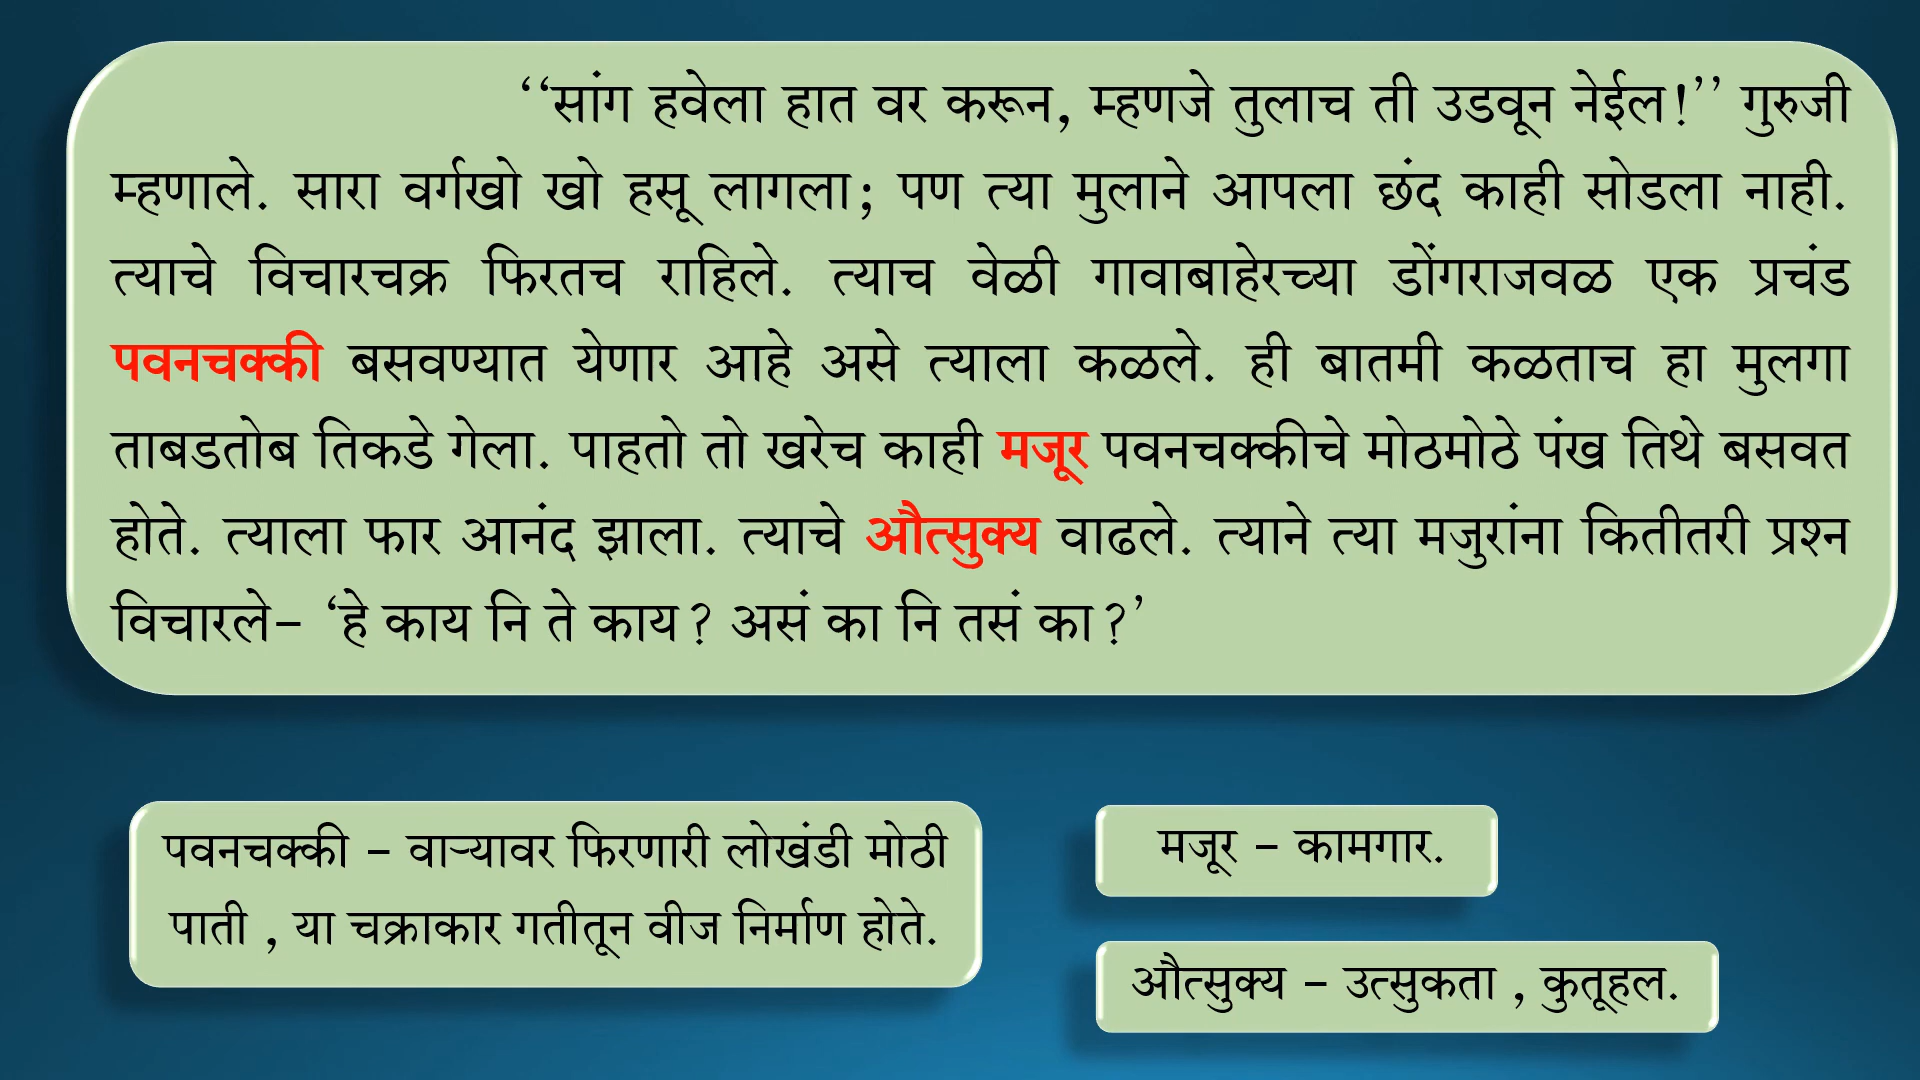 ‘‘सांग हवेला हात वर करून, म्हणजे तुलाच ती उडवून नेईल!’’ गुरुजी
म्हणाले. सारा वर्गखो खो हसू लागला; पण त्या मुलाने आपला छंद काही सोडला नाही.
त्याचे विचारचक्र फिरतच राहिले. त्याच वेळी गावाबाहेरच्या डोंगराजवळ एक प्रचंड
पवनचक्की बसवण्यात येणार आहे असे त्याला कळले. ही बातमी कळताच हा मुलगा
ताबडतोब तिकडे गेला. पाहतो तो खरेच काही मजूर पवनचक्कीचे मोठमोठे पंख तिथे बसवत
होते. त्याला फार आनंद झाला. त्याचे औत्सुक्य वाढले. त्याने त्या मजुरांना कितीतरी प्रश्न
विचारले– ‘हे काय नि ते काय? असं का नि तसं का?’
पवनचक्की – वाऱ्यावर फिरणारी लोखंडी मोठी
पाती , या चक्राकार गतीतून वीज निर्माण होते.
मजूर – कामगार.
औत्सुक्य – उत्सुकता , कुतूहल.